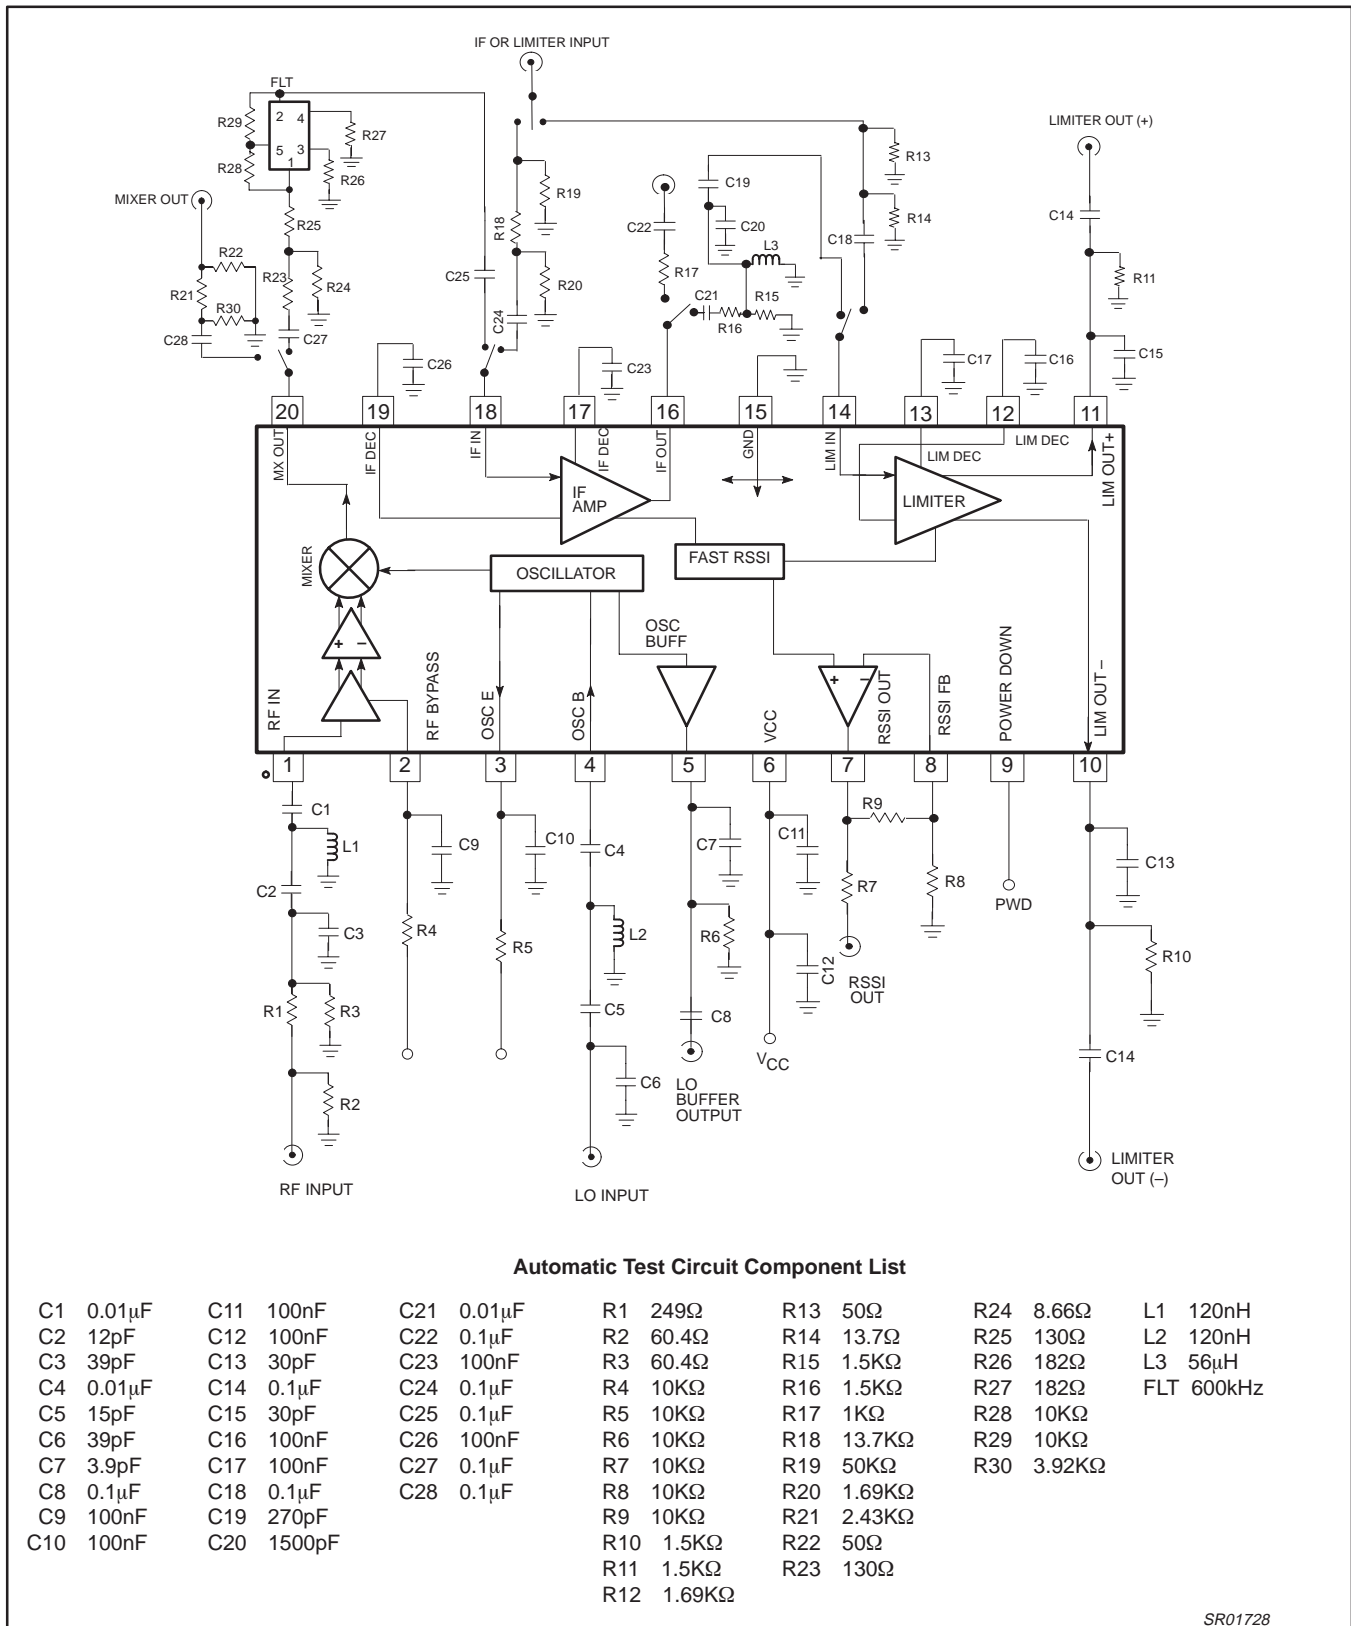 IF OR LIMITER INPUT
FLT
2 4
5 3
1
R29
R28
R27
R26
MIXER OUT
R25
R22
R21
R30
R23
R24
C28
C27
C25
R18
R19
R20
C24
C26
C23
C22
R17
C19
C20
L3
C21
R16
R15
C18
R13
R14
LIMITER OUT (+)
C14
R11
C15
C17
C16
20 19 18 17 16 15 14 13 12 11
MX OUT
IF DEC
IF IN
IF DEC
IF OUT
GND
LIM IN
LIM DEC
LIM DEC
LIM OUT+
IF
AMP
LIMITER
MIXER
OSCILLATOR
FAST RSSI
+ –
OSC
BUFF
+ –
RF IN
RF BYPASS
OSC E
OSC B
VCC
RSSI OUT
RSSI FB
POWER DOWN
LIM OUT–
1 2 3 4 5 6 7 8 9 10
C1
L1
C2
C3
R1
R3
R2
RF INPUT
C9
R4
C10
R5
C4
L2
C5
C6
LO INPUT
C7
R6
C8
LO
BUFFER
OUTPUT
C11
C12
VCC
R9
R7
R8
RSSI
OUT
PWD
C13
R10
C14
LIMITER
OUT (–)
Automatic Test Circuit Component List
C1 0.01μF C11 100nF C21 0.01μF R1 249Ω R13 50Ω R24 8.66Ω L1 120nH
C2 12pF C12 100nF C22 0.1μF R2 60.4Ω R14 13.7Ω R25 130Ω L2 120nH
C3 39pF C13 30pF C23 100nF R3 60.4Ω R15 1.5KΩ R26 182Ω L3 56μH
C4 0.01μF C14 0.1μF C24 0.1μF R4 10KΩ R16 1.5KΩ R27 182Ω FLT 600kHz
C5 15pF C15 30pF C25 0.1μF R5 10KΩ R17 1KΩ R28 10KΩ
C6 39pF C16 100nF C26 100nF R6 10KΩ R18 13.7KΩ R29 10KΩ
C7 3.9pF C17 100nF C27 0.1μF R7 10KΩ R19 50KΩ R30 3.92KΩ
C8 0.1μF C18 0.1μF C28 0.1μF R8 10KΩ R20 1.69KΩ
C9 100nF C19 270pF R9 10KΩ R21 2.43KΩ
C10 100nF C20 1500pF R10 1.5KΩ R22 50Ω
R11 1.5KΩ R23 130Ω
R12 1.69KΩ
SR01728